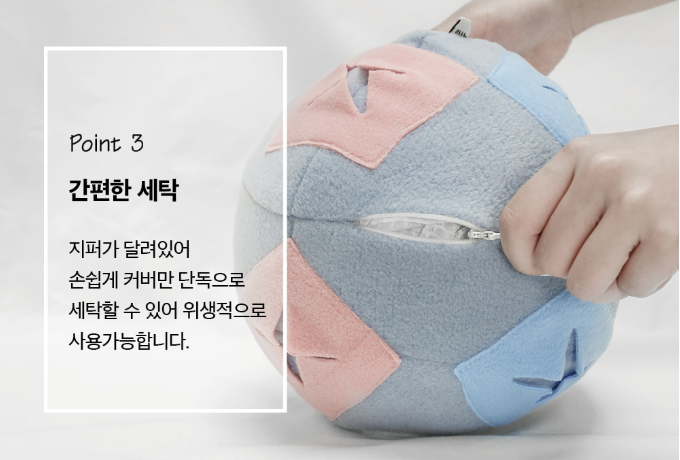 Point 3
간편한 세탁
지퍼가 달려있어
손쉽게 커버만 단독으로
세탁할 수 있어 위생적으로
사용가능합니다.